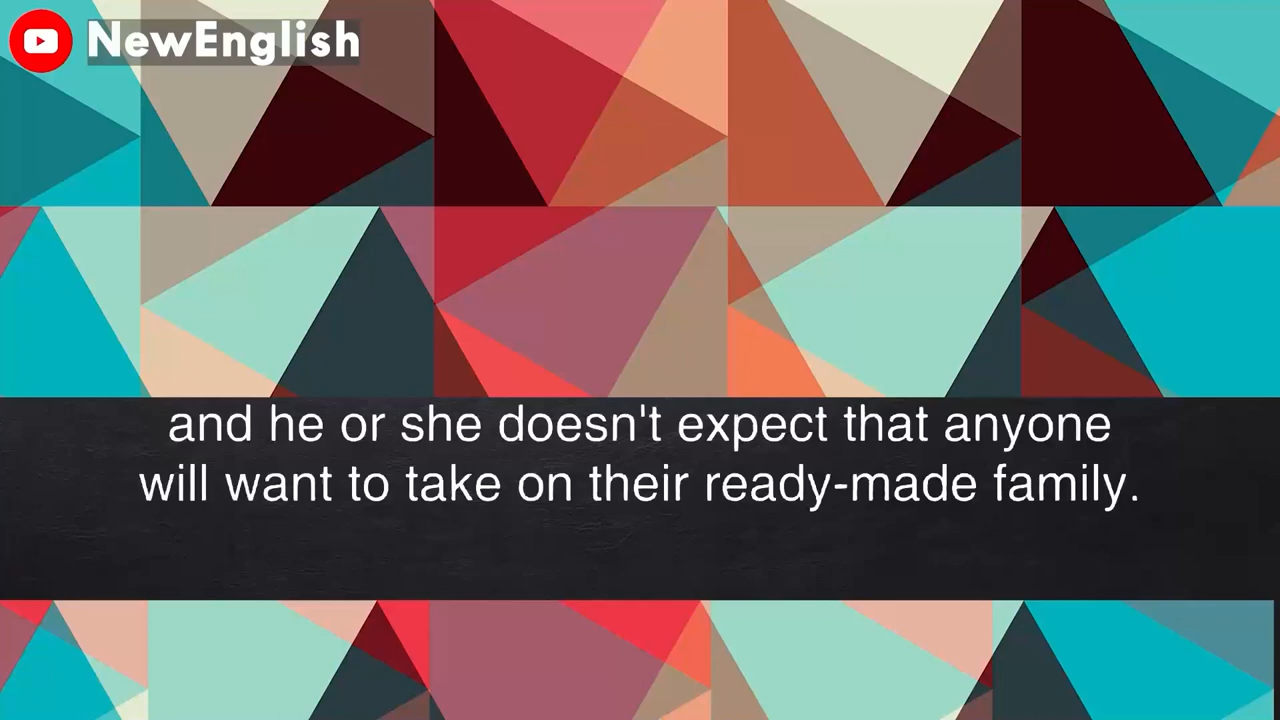 NewEnglish
and he or she doesn't expect that anyone
will want to take on their ready-made family.